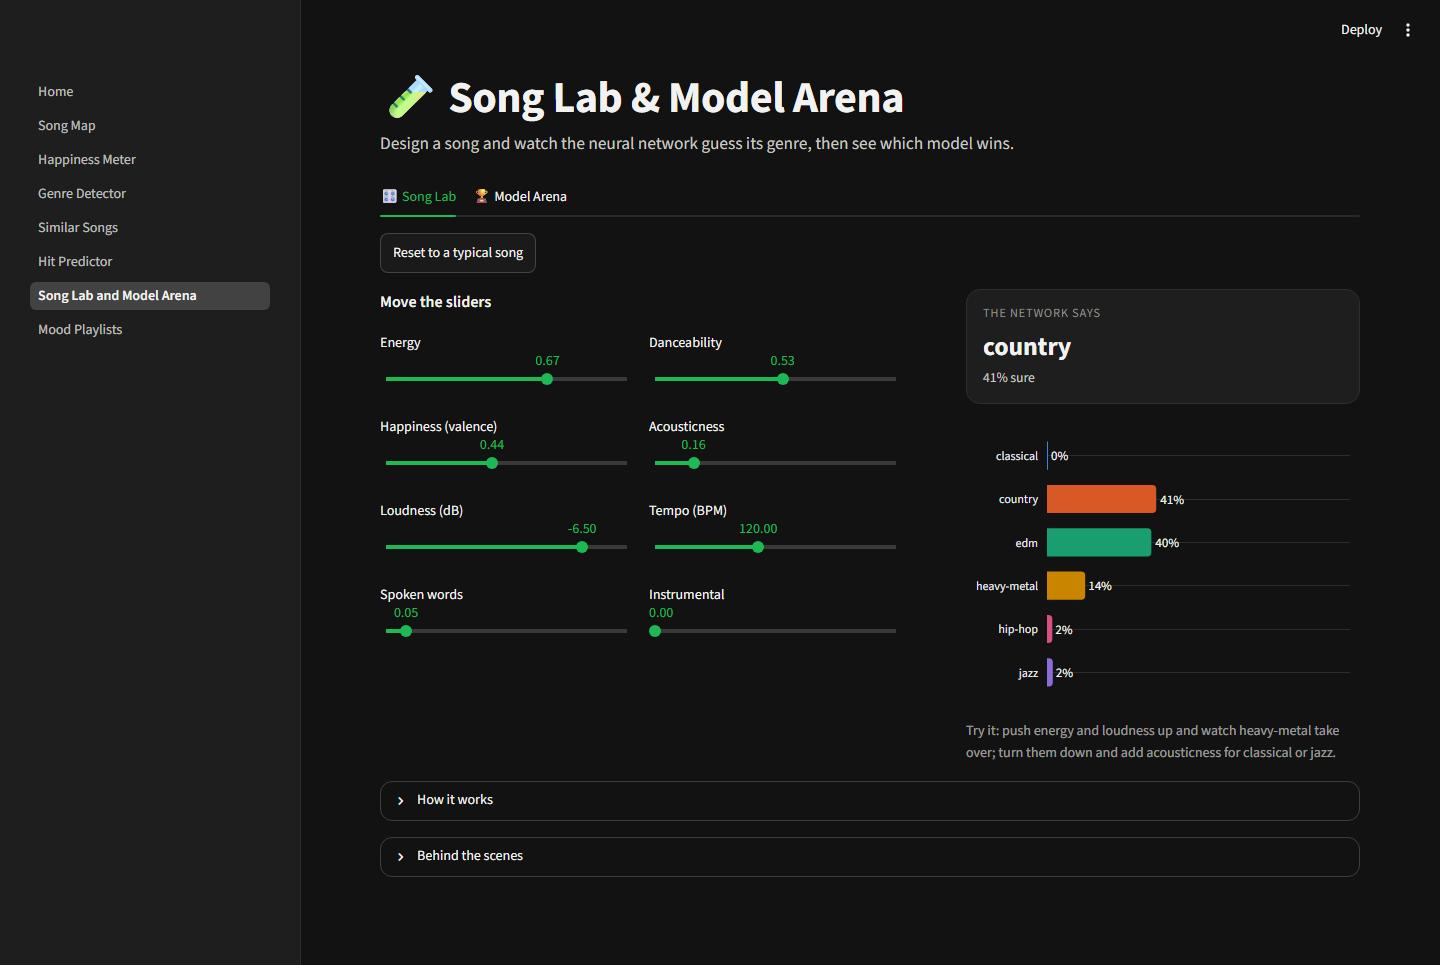 Deploy
Home
Song Map
Happiness Meter
Genre Detector
Similar Songs
Hit Predictor
Song Lab and Model Arena
Mood Playlists
Song Lab & Model Arena
Design a song and watch the neural network guess its genre, then see which model wins.
Song Lab
Model Arena
Reset to a typical song
Move the sliders
Energy
0.67
Danceability
0.53
Happiness (valence)
0.44
Acousticness
0.16
Loudness (dB)
-6.50
Tempo (BPM)
120.00
Spoken words
0.05
Instrumental
0.00
THE NETWORK SAYS
country
41% sure
classical 0%
country 41%
edm 40%
heavy-metal 14%
hip-hop 2%
jazz 2%
Try it: push energy and loudness up and watch heavy-metal take
over; turn them down and add acousticness for classical or jazz.
How it works
Behind the scenes